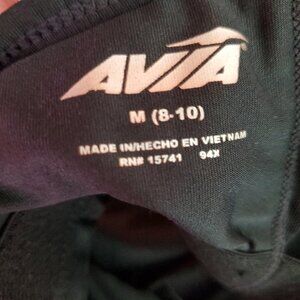 AVIA
M (8-10)
MADE IN/HECHO EN VIETNAM
RN# 15741 94X